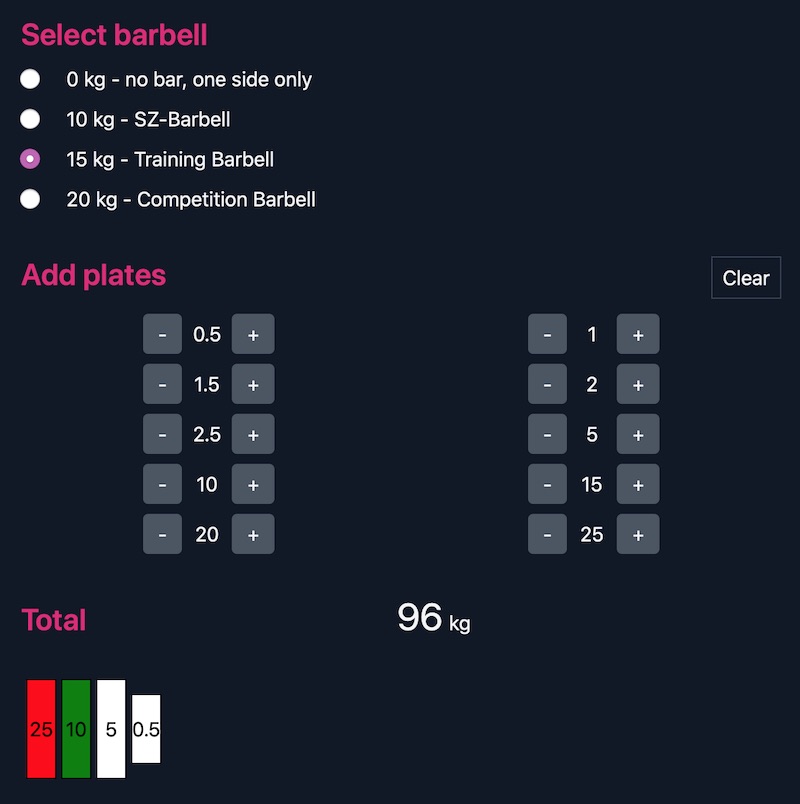 Select barbell
0 kg - no bar, one side only
10 kg - SZ-Barbell
15 kg - Training Barbell
20 kg - Competition Barbell
Add plates
Clear
- 0.5 + - 1 +
- 1.5 + - 2 +
- 2.5 + - 5 +
- 10 + - 15 +
- 20 + - 25 +
Total 96 kg
25 10 5 0.5